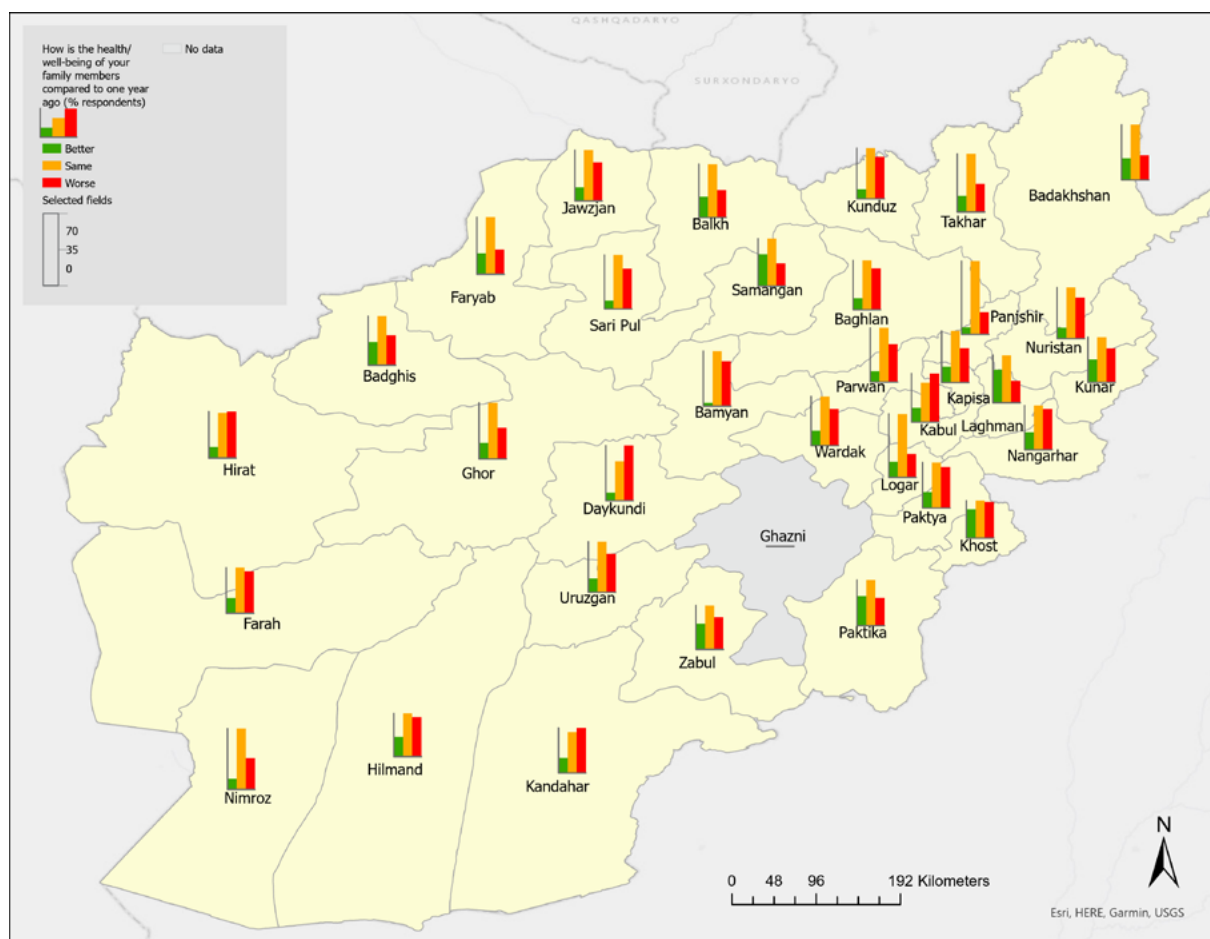 QASHQADARYO
SURXONDARYO
How is the health/
well-being of your
family members
compared to one year
ago (% respondents)
No data
Better
Same
Worse
Selected fields
70
35
0
Jawzjan
Balkh
Kunduz
Takhar
Badakhshan
Faryab
Sari Pul
Samangan
Baghlan
Panjshir
Nuristan
Badghis
Bamyan
Parwan
Kapisa
Kunar
Kabul
Laghman
Hirat
Ghor
Wardak
Nangarhar
Daykundi
Logar
Paktya
Khost
Ghazni
Uruzgan
Farah
Zabul
Paktika
Nimroz
Hilmand
Kandahar
N
0 48 96 192 Kilometers
Esri, HERE, Garmin, USGS